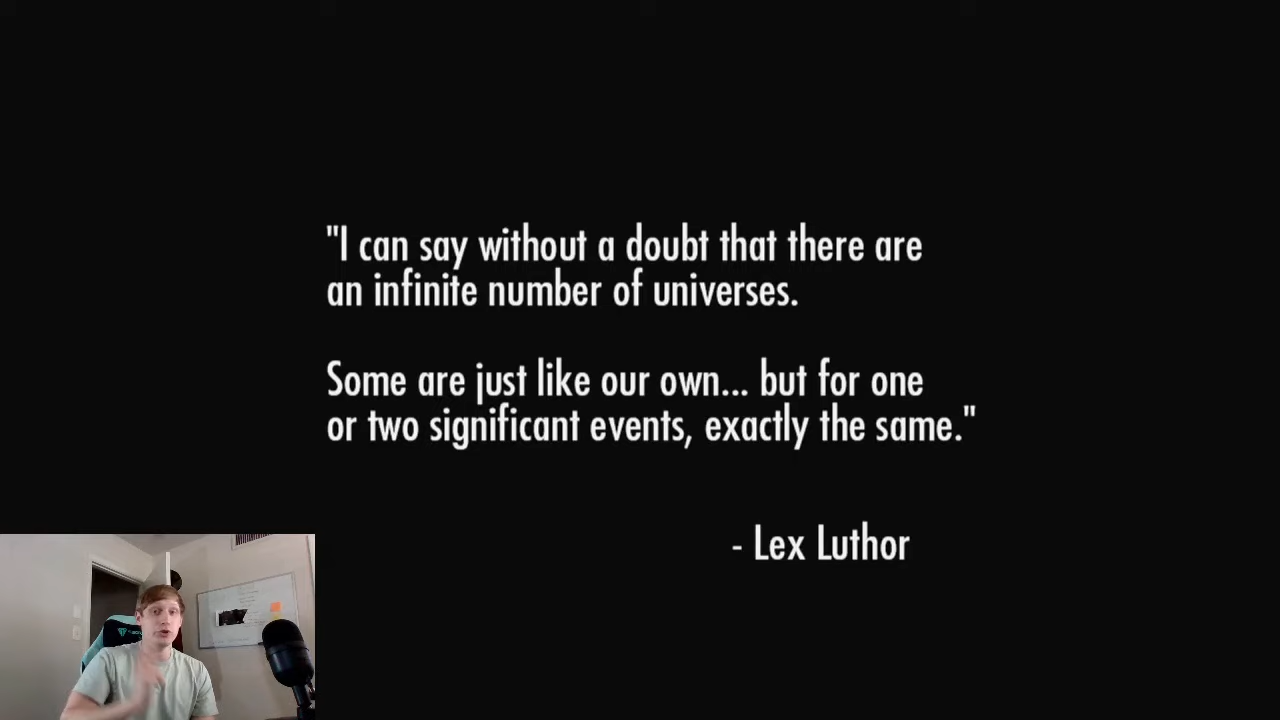 "I can say without a doubt that there are
an infinite number of universes.
Some are just like our own... but for one
or two significant events, exactly the same."
- Lex Luthor